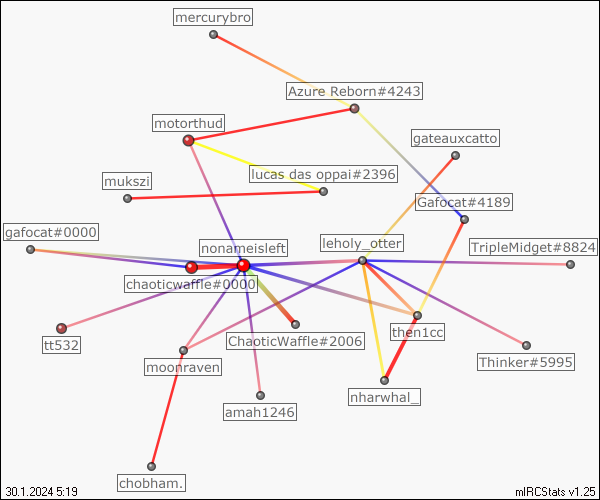 mercurybro
Azure Reborn#4243
motorthud
gateauxcatto
lucas das oppai#2396
mukszi
Gafocat#4189
gafocat#0000
leholy_otter
nonameisleft
TripleMidget#8824
chaoticwaffle#0000
then1cc
ChaoticWaffle#2006
tt532
Thinker#5995
moonraven
nharwhal_
amah1246
chobham.
30.1.2024 5:19
mIRCStats v1.25